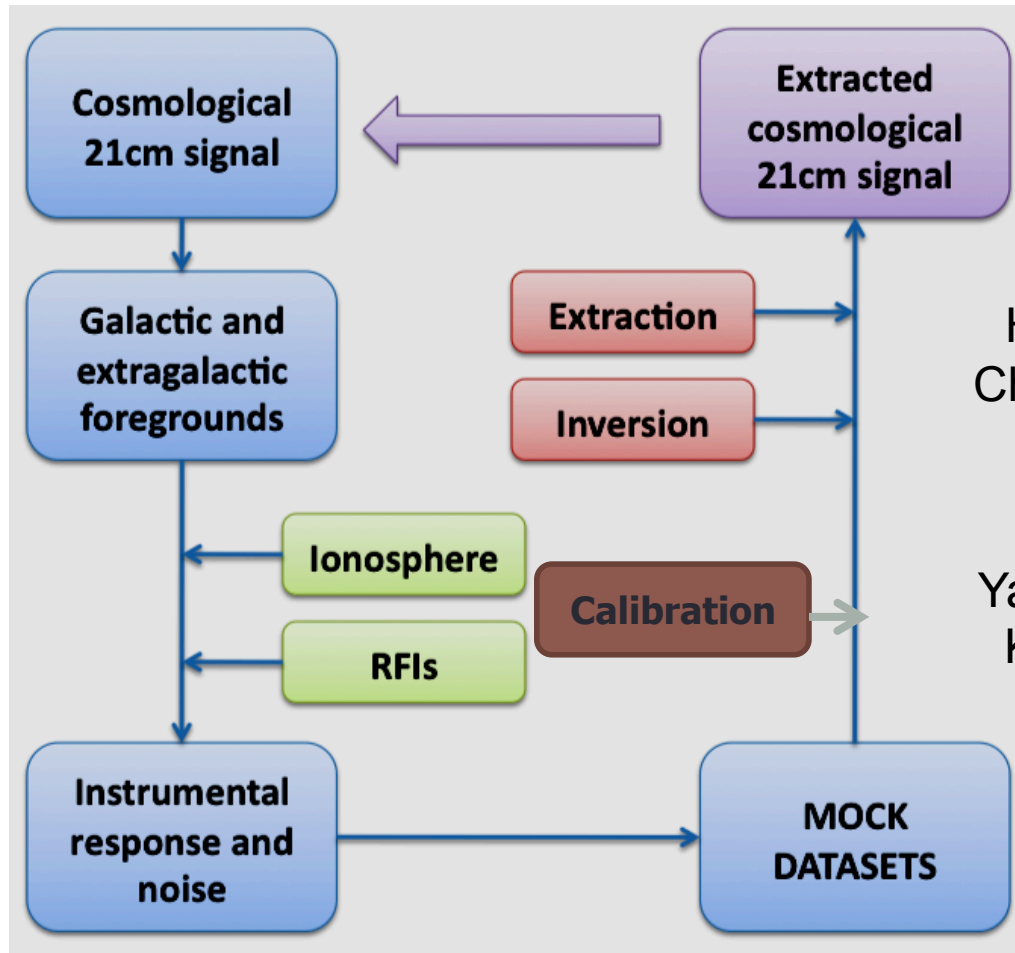 Cosmological
21cm signal
Extracted
cosmological
21cm signal
Galactic and
extragalactic
foregrounds
Extraction
Inversion
Ionosphere
Calibration
RFIs
Instrumental
response and
noise
MOCK
DATASETS